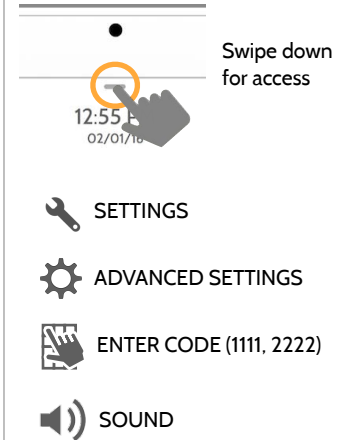 Swipe down
for access
12:55 P
02/01/18
SETTINGS
ADVANCED SETTINGS
ENTER CODE (1111, 2222)
SOUND